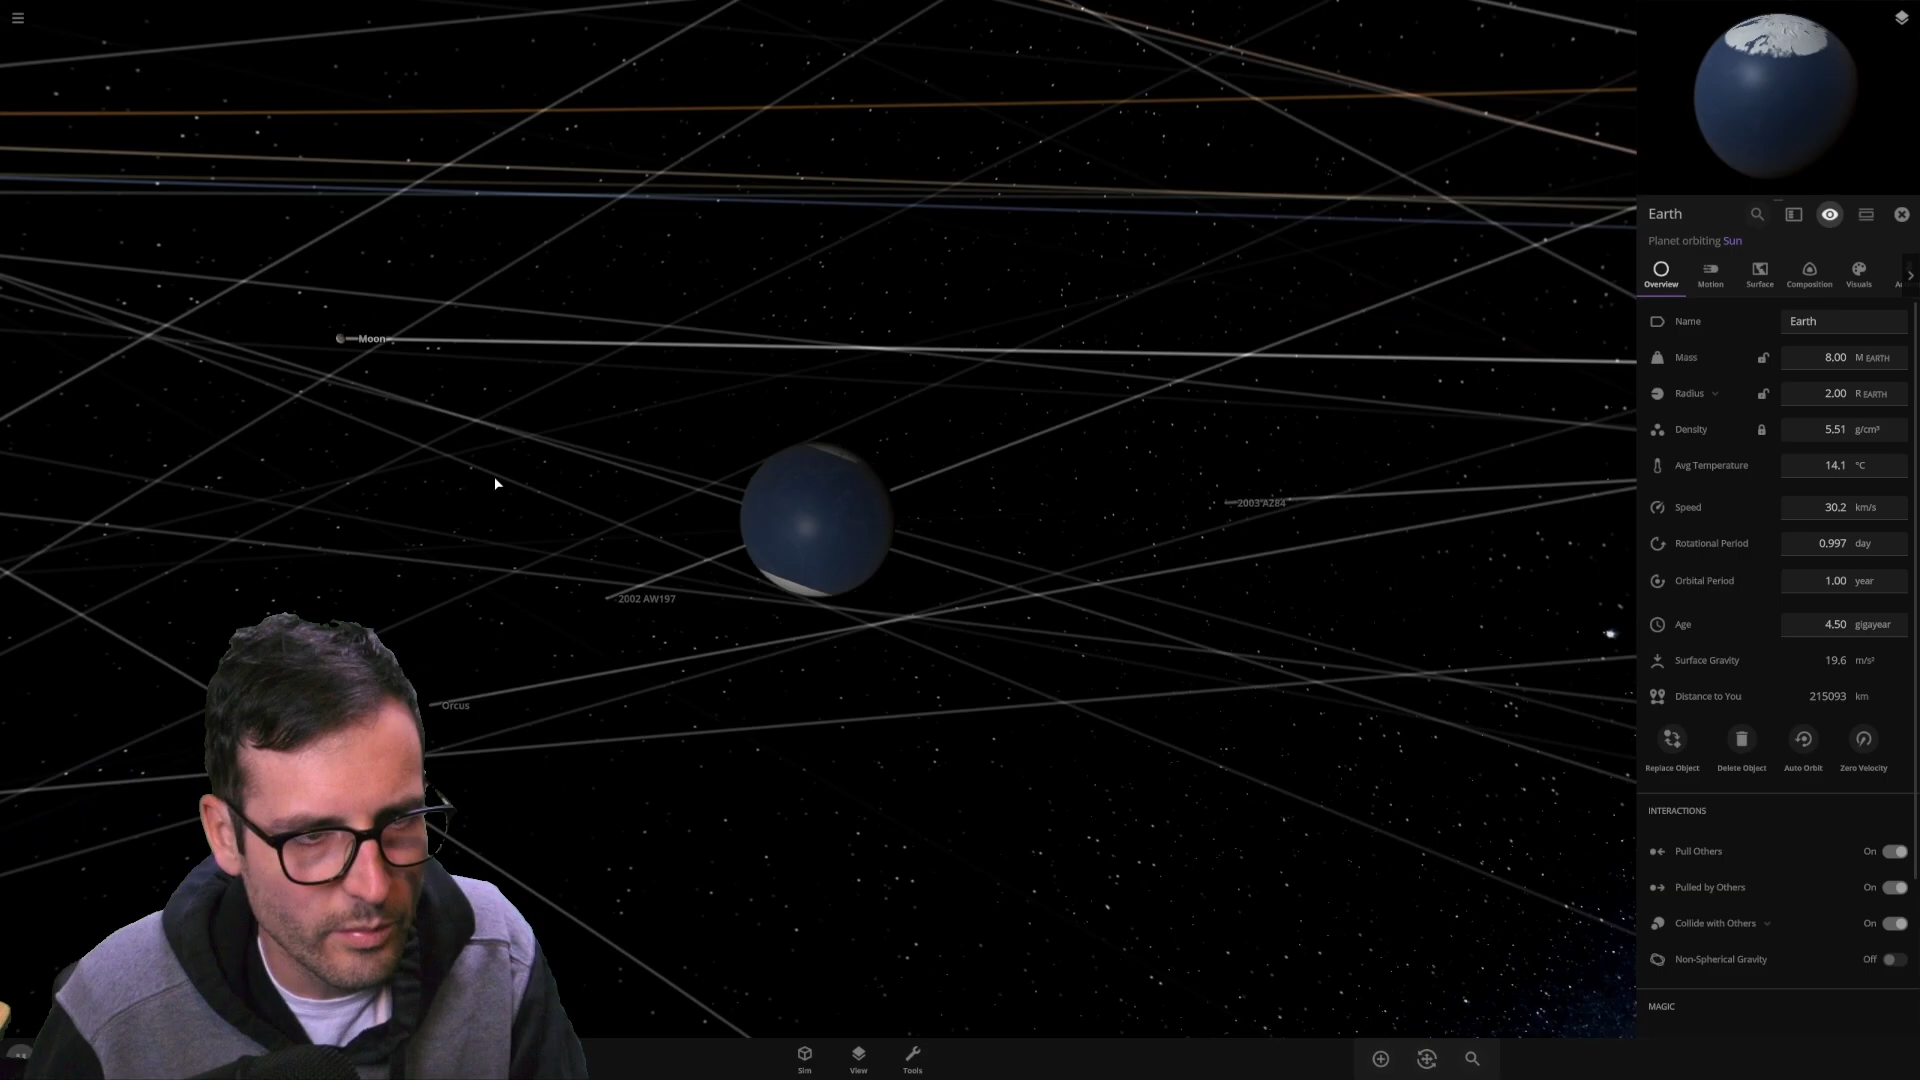 Moon
2003 AZ84
2002 AW197
Orcus
Sim
View
Tools
Earth
Planet orbiting Sun
Overview
Motion
Surface
Composition
Visuals
Name
Earth
Mass
8.00 M EARTH
Radius
2.00 R EARTH
Density
5.51 g/cm³
Avg Temperature
14.1 °C
Speed
30.2 km/s
Rotational Period
0.997 day
Orbital Period
1.00 year
Age
4.50 gigayear
Surface Gravity
19.6 m/s²
Distance to You
215093 km
Replace Object
Delete Object
Auto Orbit
Zero Velocity
INTERACTIONS
Pull Others
On
Pulled by Others
On
Collide with Others
On
Non-Spherical Gravity
Off
MAGIC